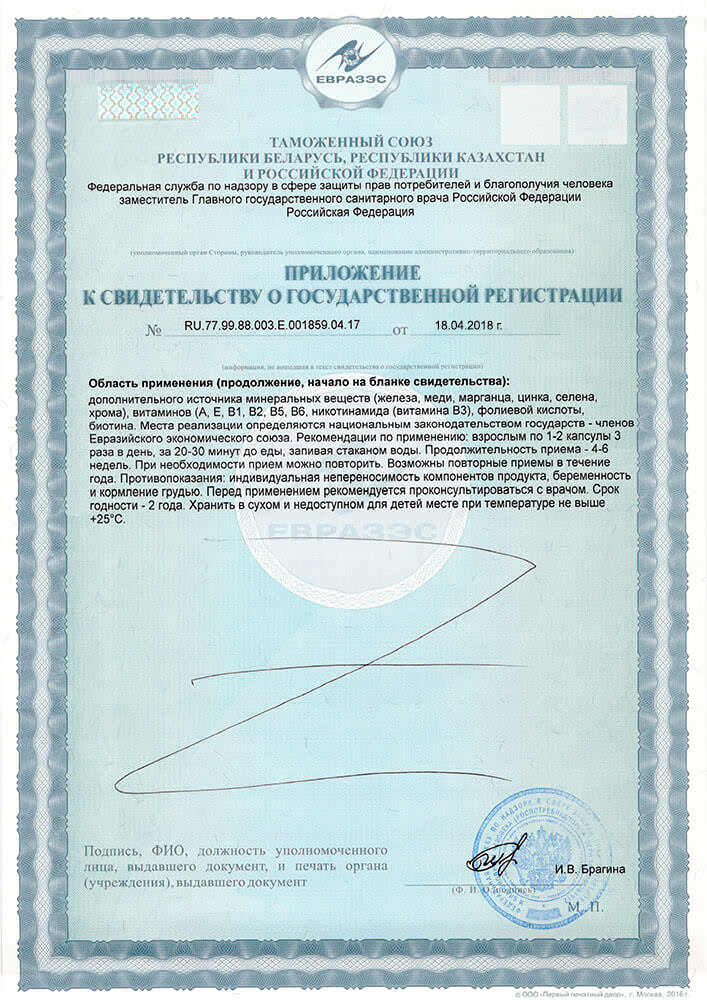 ЕВРАЗЭС
ТАМОЖЕННЫЙ СОЮЗ
РЕСПУБЛИКИ БЕЛАРУСЬ, РЕСПУБЛИКИ КАЗАХСТАН
И РОССИЙСКОЙ ФЕДЕРАЦИИ
Федеральная служба по надзору в сфере защиты прав потребителей и благополучия человека
заместитель Главного государственного санитарного врача Российской Федерации
Российская Федерация
(уполномоченный орган Стороны, руководитель уполномоченного органа, наименование административно-территориального образования)
ПРИЛОЖЕНИЕ
К СВИДЕТЕЛЬСТВУ О ГОСУДАРСТВЕННОЙ РЕГИСТРАЦИИ
№ RU.77.99.88.003.Е.001859.04.17 от 18.04.2018 г.
(информация, не вошедшая в текст свидетельства о государственной регистрации)
Область применения (продолжение, начало на бланке свидетельства):
дополнительного источника минеральных веществ (железа, меди, марганца, цинка, селена,
хрома), витаминов (А, Е, В1, В2, В5, В6, никотинамида (витамина В3), фолиевой кислоты,
биотина. Места реализации определяются национальным законодательством государств - членов
Евразийского экономического союза. Рекомендации по применению: взрослым по 1-2 капсулы 3
раза в день, за 20-30 минут до еды, запивая стаканом воды. Продолжительность приема - 4-6
недель. При необходимости прием можно повторить. Возможны повторные приемы в течение
года. Противопоказания: индивидуальная непереносимость компонентов продукта, беременность
и кормление грудью. Перед применением рекомендуется проконсультироваться с врачом. Срок
годности - 2 года. Хранить в сухом и недоступном для детей месте при температуре не выше
+25°С.
ЕВРАЗЭС
Подпись, ФИО, должность уполномоченного
лица, выдавшего документ, и печать органа
(учреждения), выдавшего документ
И.В. Брагина
(Ф. И. О./подпись)
М. П.
© ООО «Первый печатный двор», г. Москва, 2016 г.